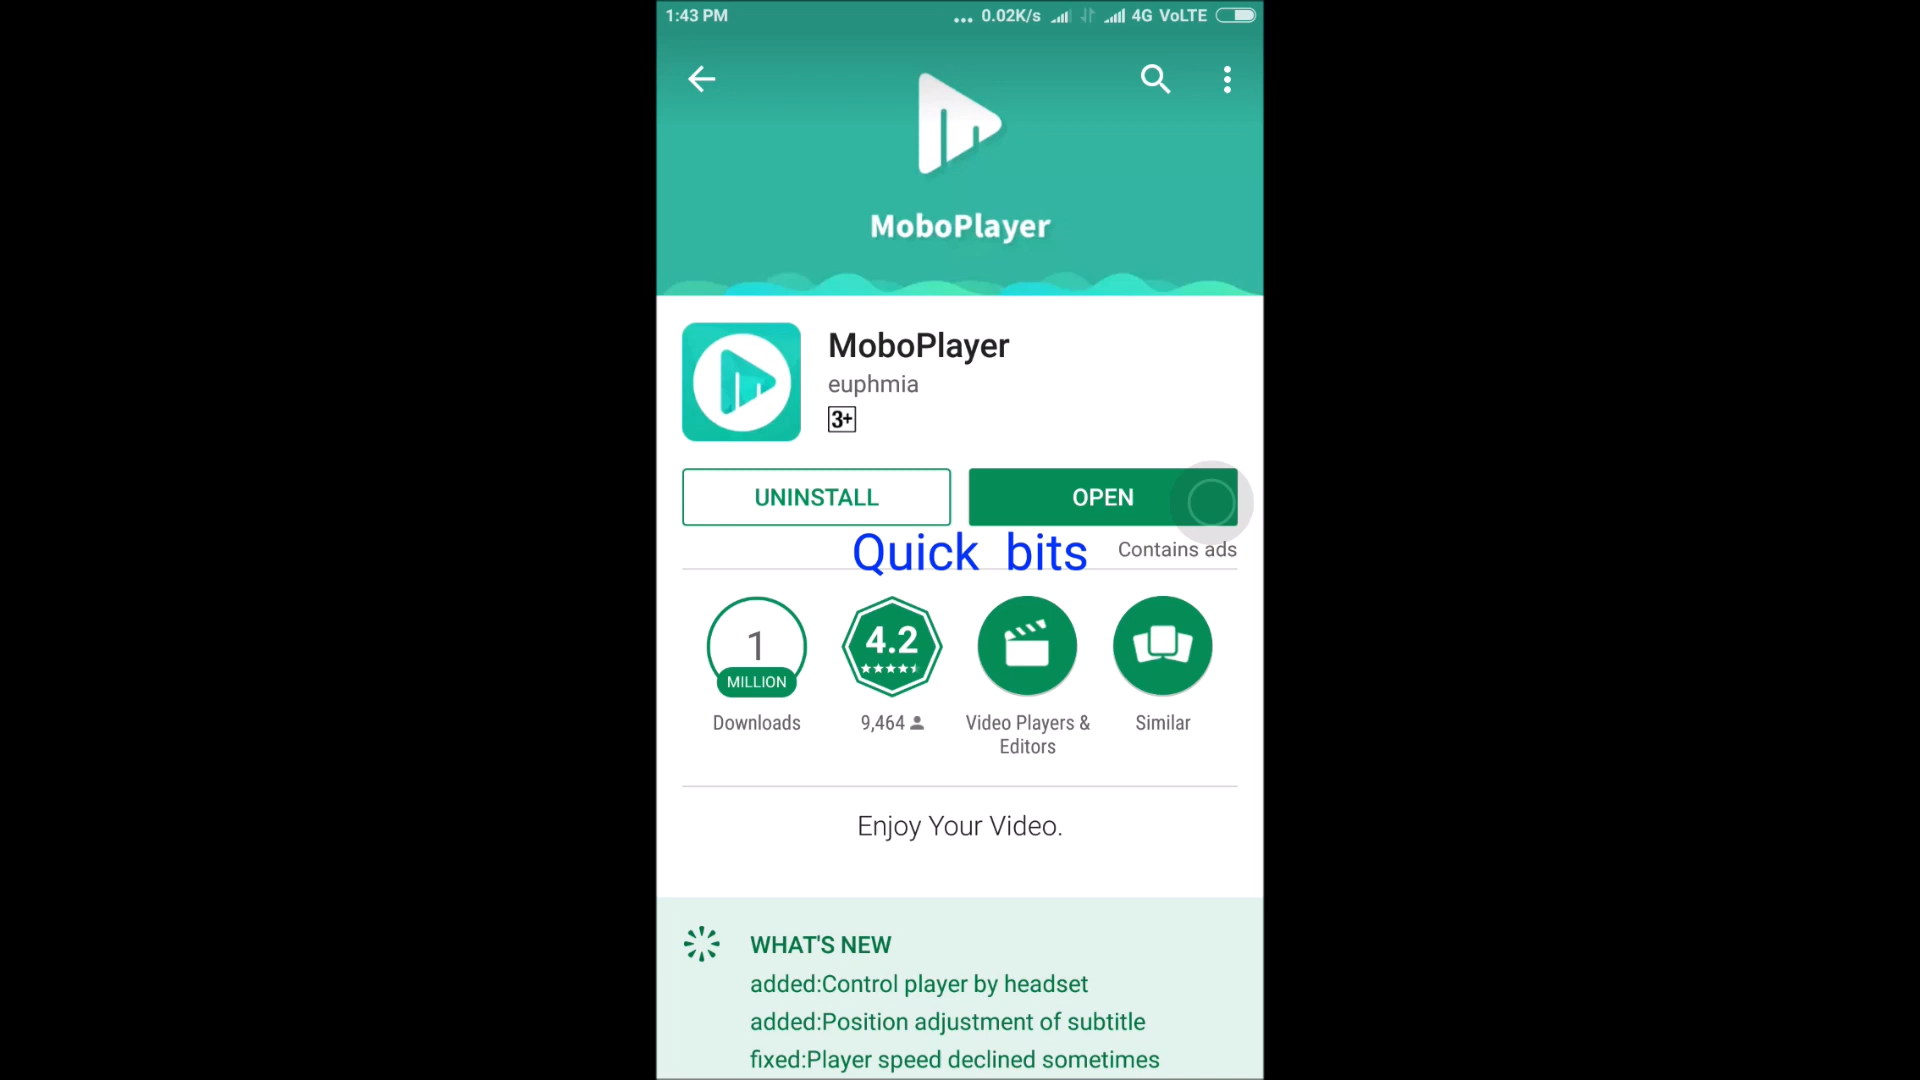 1:43 PM ... 0.02K/s 4G VoLTE
MoboPlayer
MoboPlayer
euphmia
3+
UNINSTALL OPEN
Quick bits Contains ads
1 4.2
MILLION
Downloads 9,464 Video Players & Similar
Editors
Enjoy Your Video.
WHAT'S NEW
added:Control player by headset
added:Position adjustment of subtitle
fixed:Player speed declined sometimes